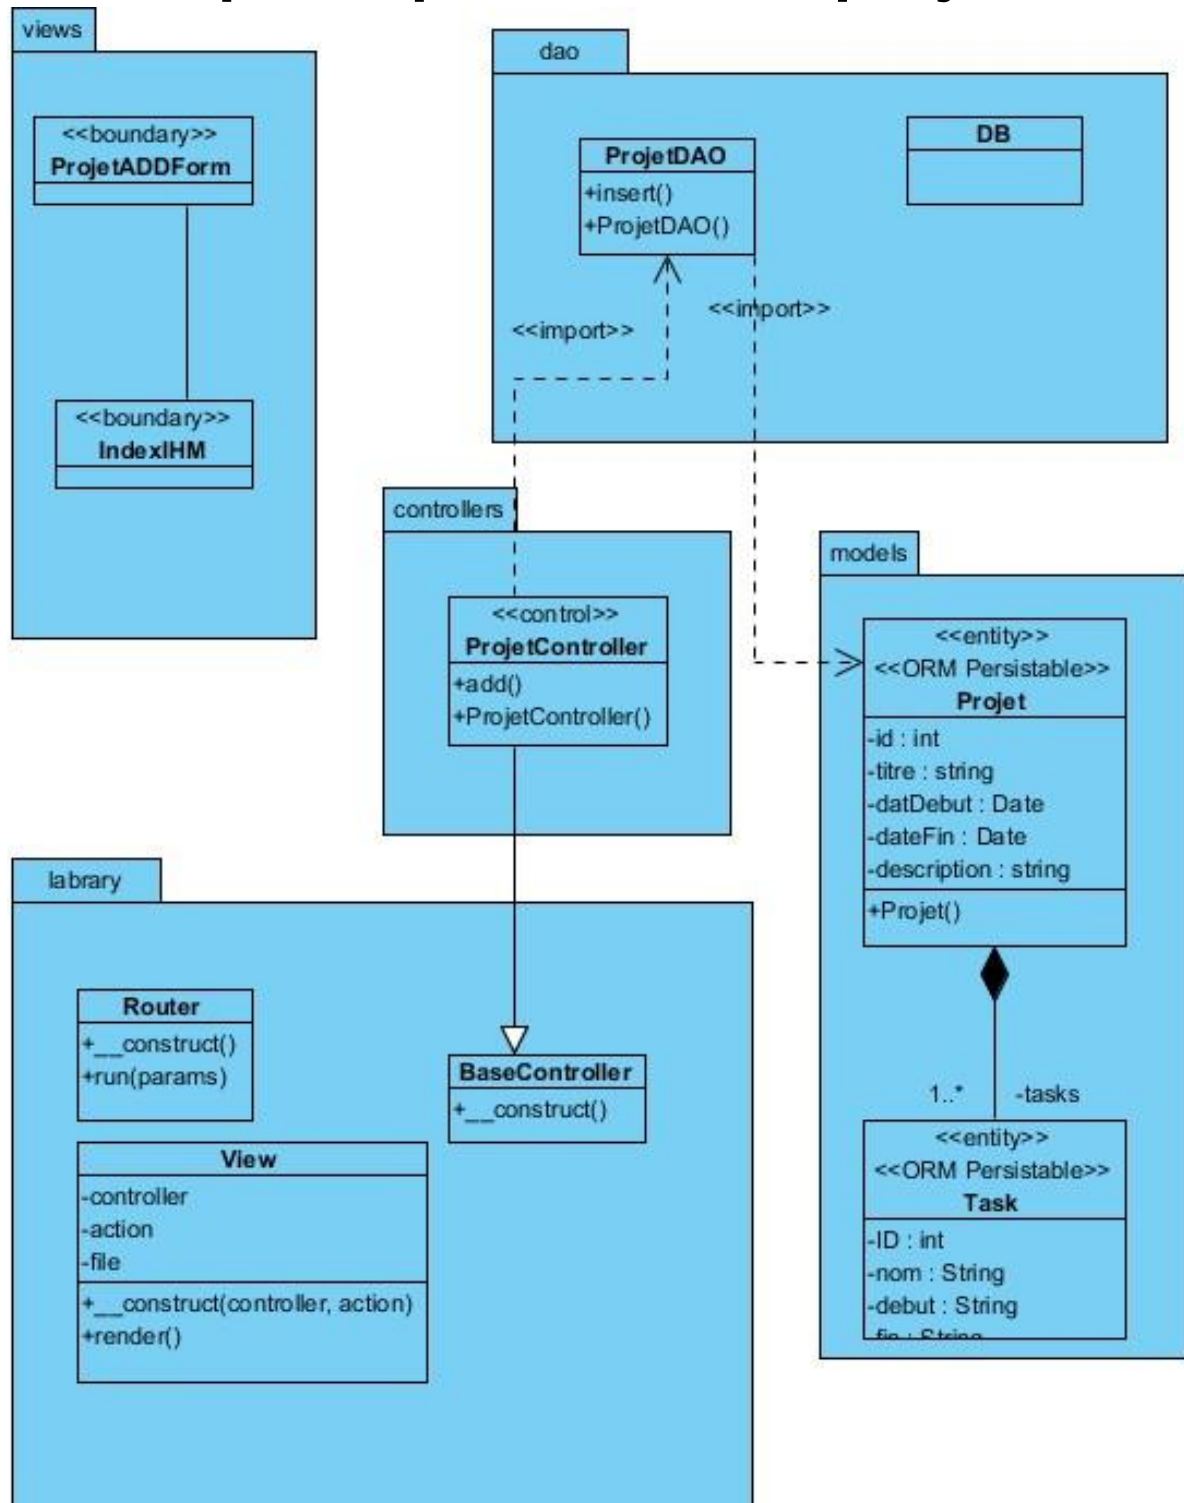 views
<<boundary>>
ProjetADDForm
<<boundary>>
IndexIHM
dao
ProjetDAO
+insert()
+ProjetDAO()
DB
<<import>>
<<import>>
controllers
<<control>>
ProjetController
+add()
+ProjetController()
models
<<entity>>
<<ORM Persistable>>
Projet
-id : int
-titre : string
-datDebut : Date
-dateFin : Date
-description : string
+Projet()
1..*
-tasks
<<entity>>
<<ORM Persistable>>
Task
-ID : int
-nom : String
-debut : String
-fin : String
labrary
Router
+__construct()
+run(params)
BaseController
+__construct()
View
-controller
-action
-file
+__construct(controller, action)
+render()